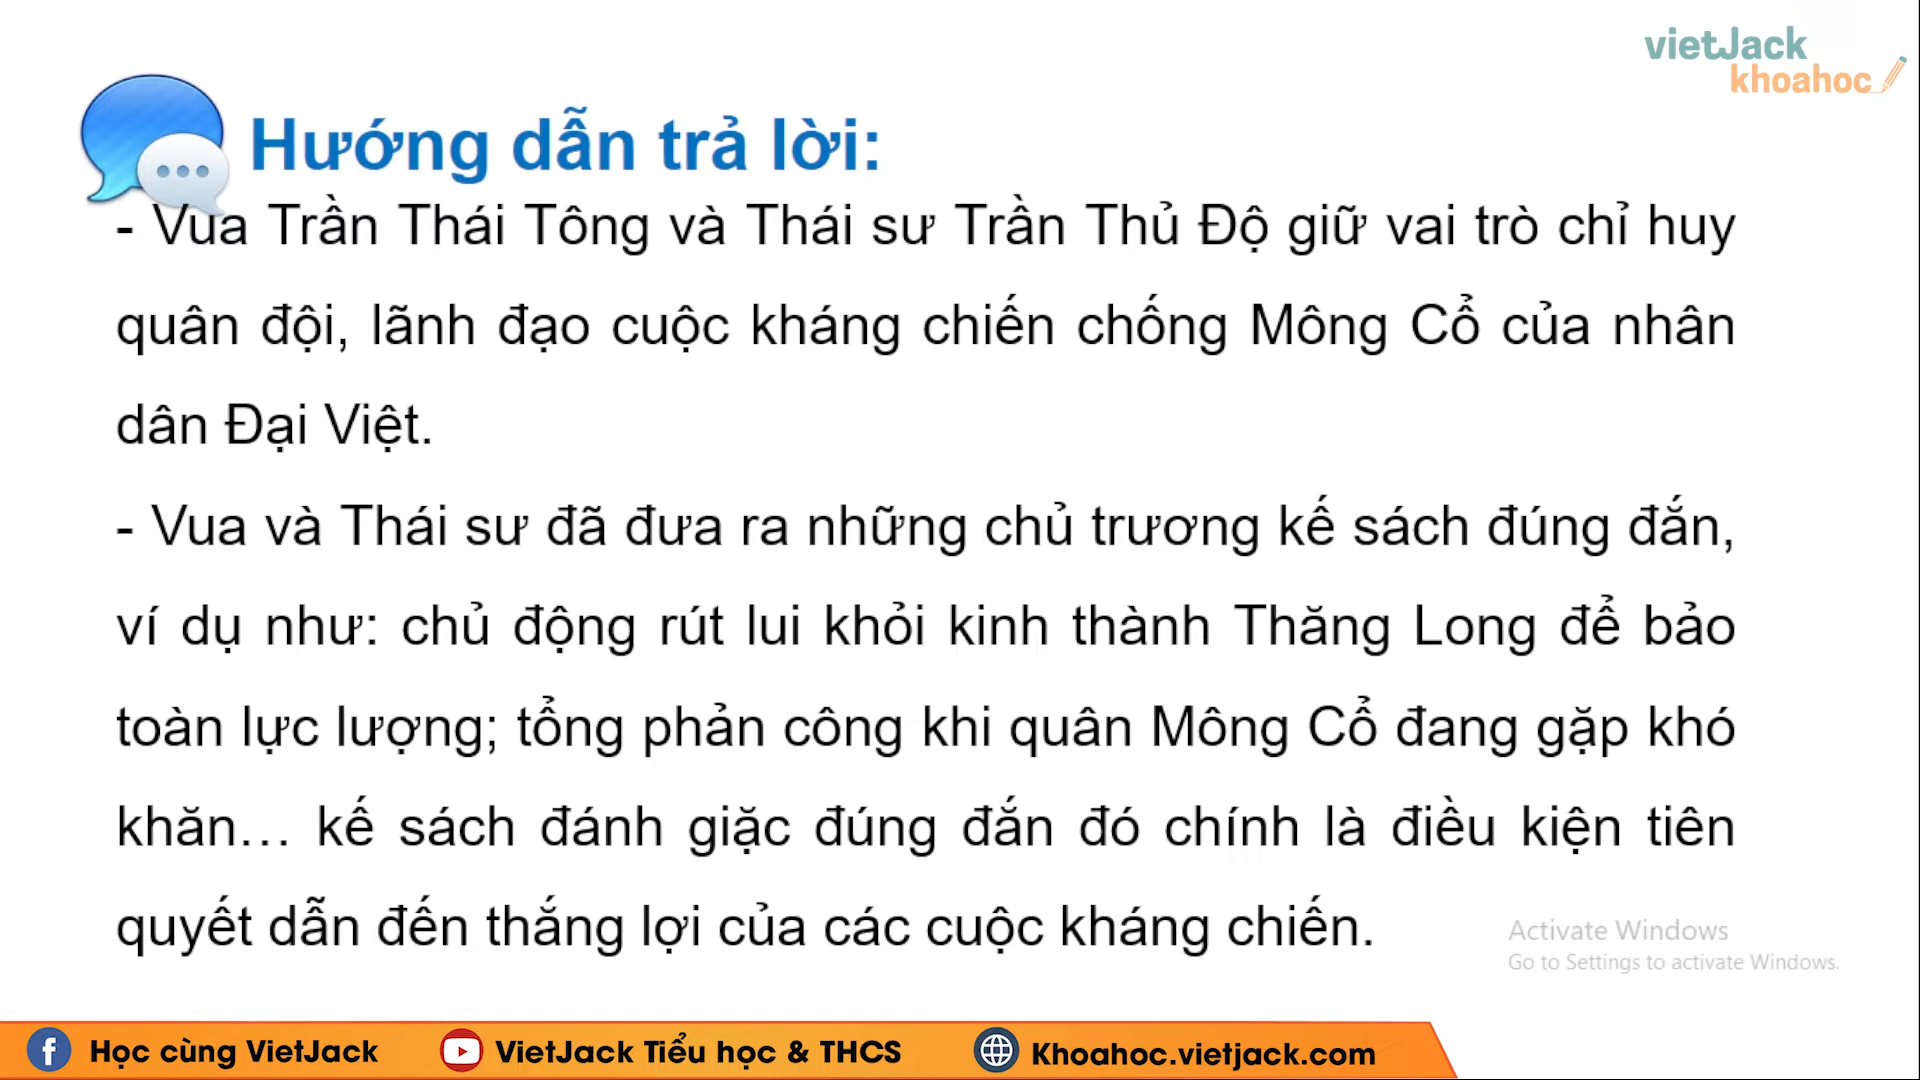 vietJack
khoahoc
Hướng dẫn trả lời:
- Vua Trần Thái Tông và Thái sư Trần Thủ Độ giữ vai trò chỉ huy
quân đội, lãnh đạo cuộc kháng chiến chống Mông Cổ của nhân
dân Đại Việt.
- Vua và Thái sư đã đưa ra những chủ trương kế sách đúng đắn,
ví dụ như: chủ động rút lui khỏi kinh thành Thăng Long để bảo
toàn lực lượng; tổng phản công khi quân Mông Cổ đang gặp khó
khăn… kế sách đánh giặc đúng đắn đó chính là điều kiện tiên
quyết dẫn đến thắng lợi của các cuộc kháng chiến.
Activate Windows
Go to Settings to activate Windows.
Học cùng VietJack
VietJack Tiểu học & THCS
Khoahoc.vietjack.com